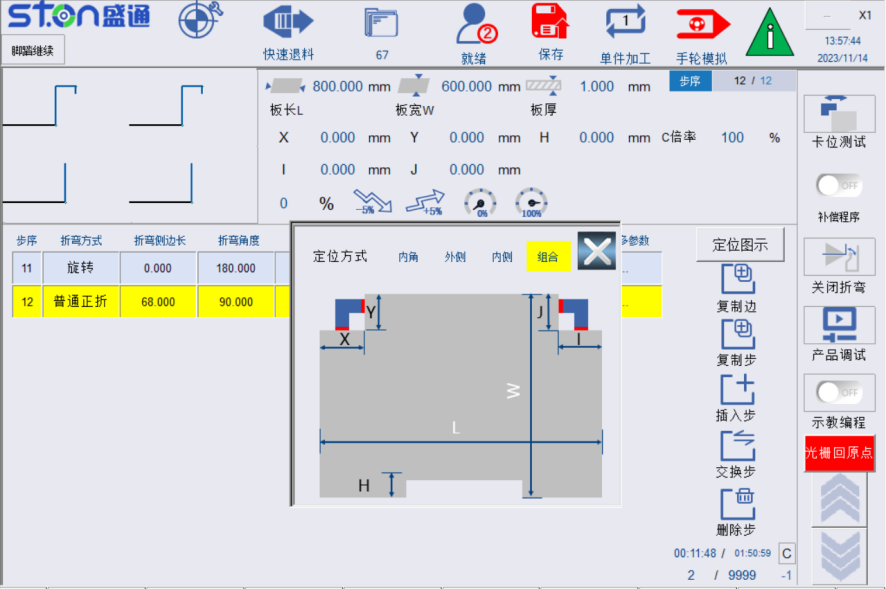 STON盛通
2
1
--
X1
13:57:44
2023/11/14
脚踏继续
快速退料
67
就绪
保存
单件加工
手轮模拟
800.000 mm
600.000 mm
1.000 mm
步序
12 / 12
板长L
板宽W
板厚
X 0.000 mm Y 0.000 mm H 0.000 mm C倍率 100 %
I 0.000 mm J 0.000 mm
0 %
-5%
+5%
0%
100%
卡位测试
OFF
补偿程序
关闭折弯
产品调试
OFF
示教编程
光栅回原点
步序 折弯方式 折弯侧边长 折弯角度
多参数
11 旋转 0.000 180.000
..
12 普通正折 68.000 90.000
..
定位方式 内角 外侧 内侧 组合
Y
J
X
I
W
L
H
定位图示
复制边
复制步
插入步
交换步
删除步
00:11:48 / 01:50:59 C
2 / 9999 -1